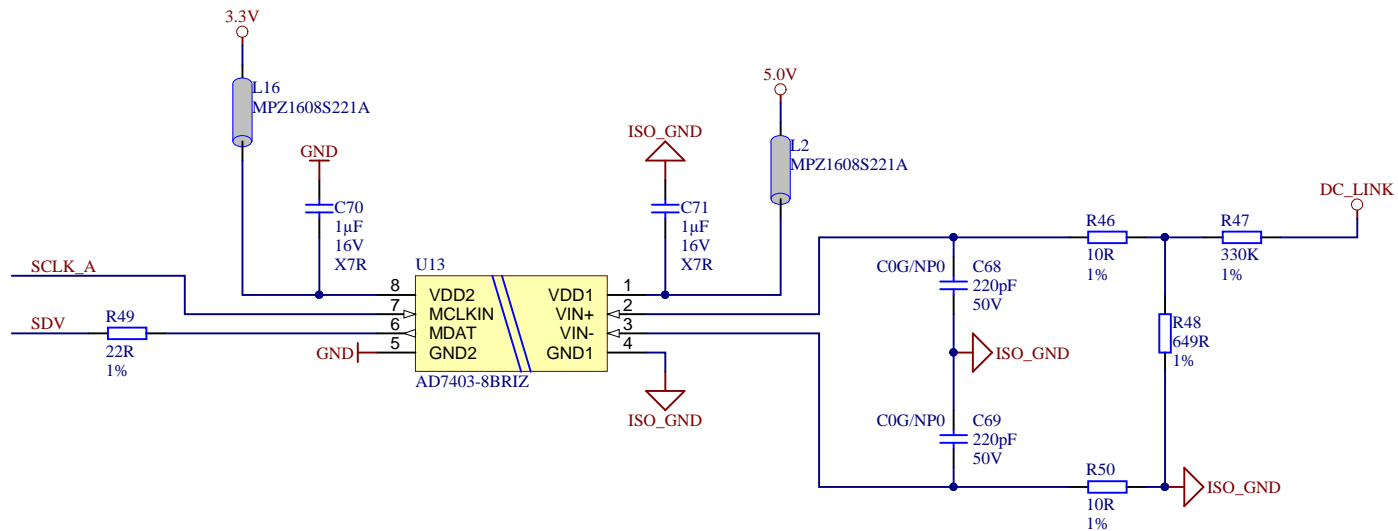 3.3V
L16
MPZ1608S221A
5.0V
ISO_GND
L2
MPZ1608S221A
GND
C70
1µF
16V
X7R
C71
1µF
16V
X7R
DC_LINK
R46
10R
1%
R47
330K
1%
C0G/NP0
C68
220pF
50V
SCLK_A
U13
8
VDD2
VDD1
1
7
MCLKIN
VIN+
2
SDV
R49
22R
1%
6
MDAT
VIN-
3
GND
5
GND2
GND1
4
AD7403-8BRIZ
ISO_GND
R48
649R
1%
ISO_GND
C0G/NP0
C69
220pF
50V
R50
10R
1%
ISO_GND